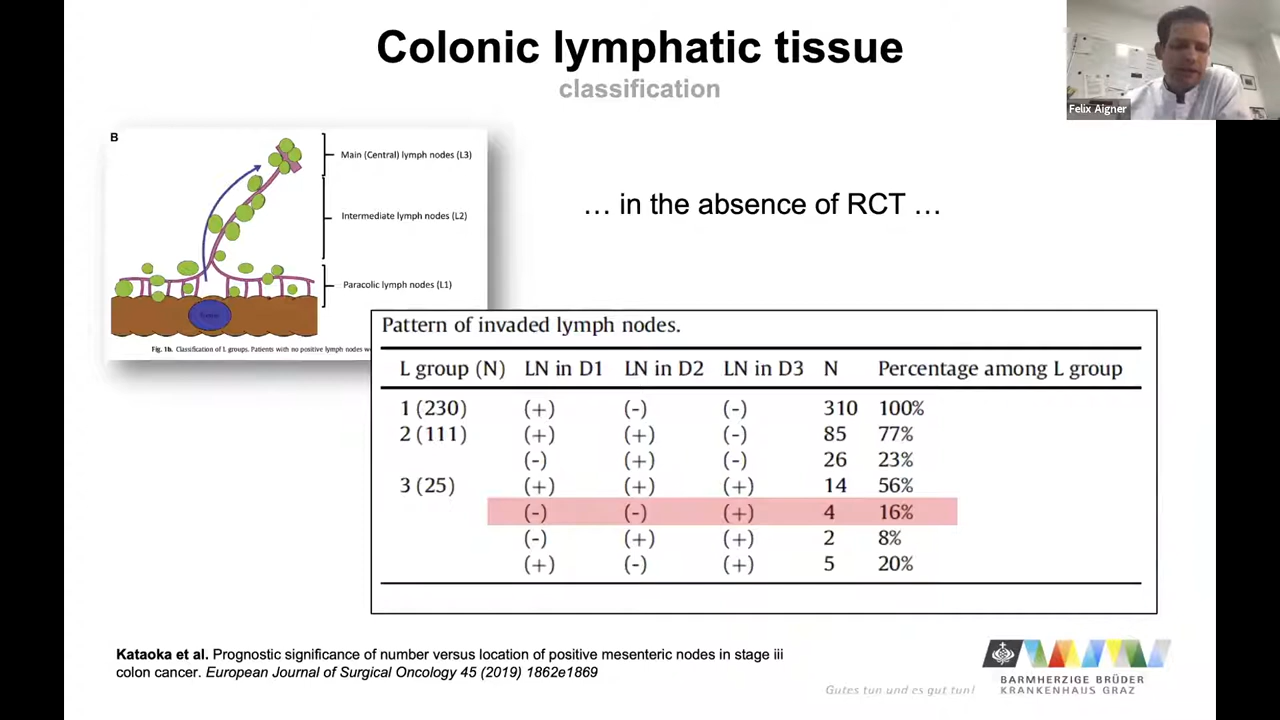 Colonic lymphatic tissue
classification
Felix Aigner
B
Main (Central) lymph nodes (L3)
Intermediate lymph nodes (L2)
Paracolic lymph nodes (L1)
Fig. 1b. Classification of L groups. Patients with no positive lymph nodes
… in the absence of RCT …
Pattern of invaded lymph nodes.
L group (N) LN in D1 LN in D2 LN in D3 N Percentage among L group
1 (230) (+) (-) (-) 310 100%
2 (111) (+) (+) (-) 85 77%
(-) (+) (-) 26 23%
3 (25) (+) (+) (+) 14 56%
(-) (-) (+) 4 16%
(-) (+) (+) 2 8%
(+) (-) (+) 5 20%
Kataoka et al. Prognostic significance of number versus location of positive mesenteric nodes in stage iii
colon cancer. European Journal of Surgical Oncology 45 (2019) 1862e1869
Gutes tun und es gut tun!
BARMHERZIGE BRÜDER
KRANKENHAUS GRAZ